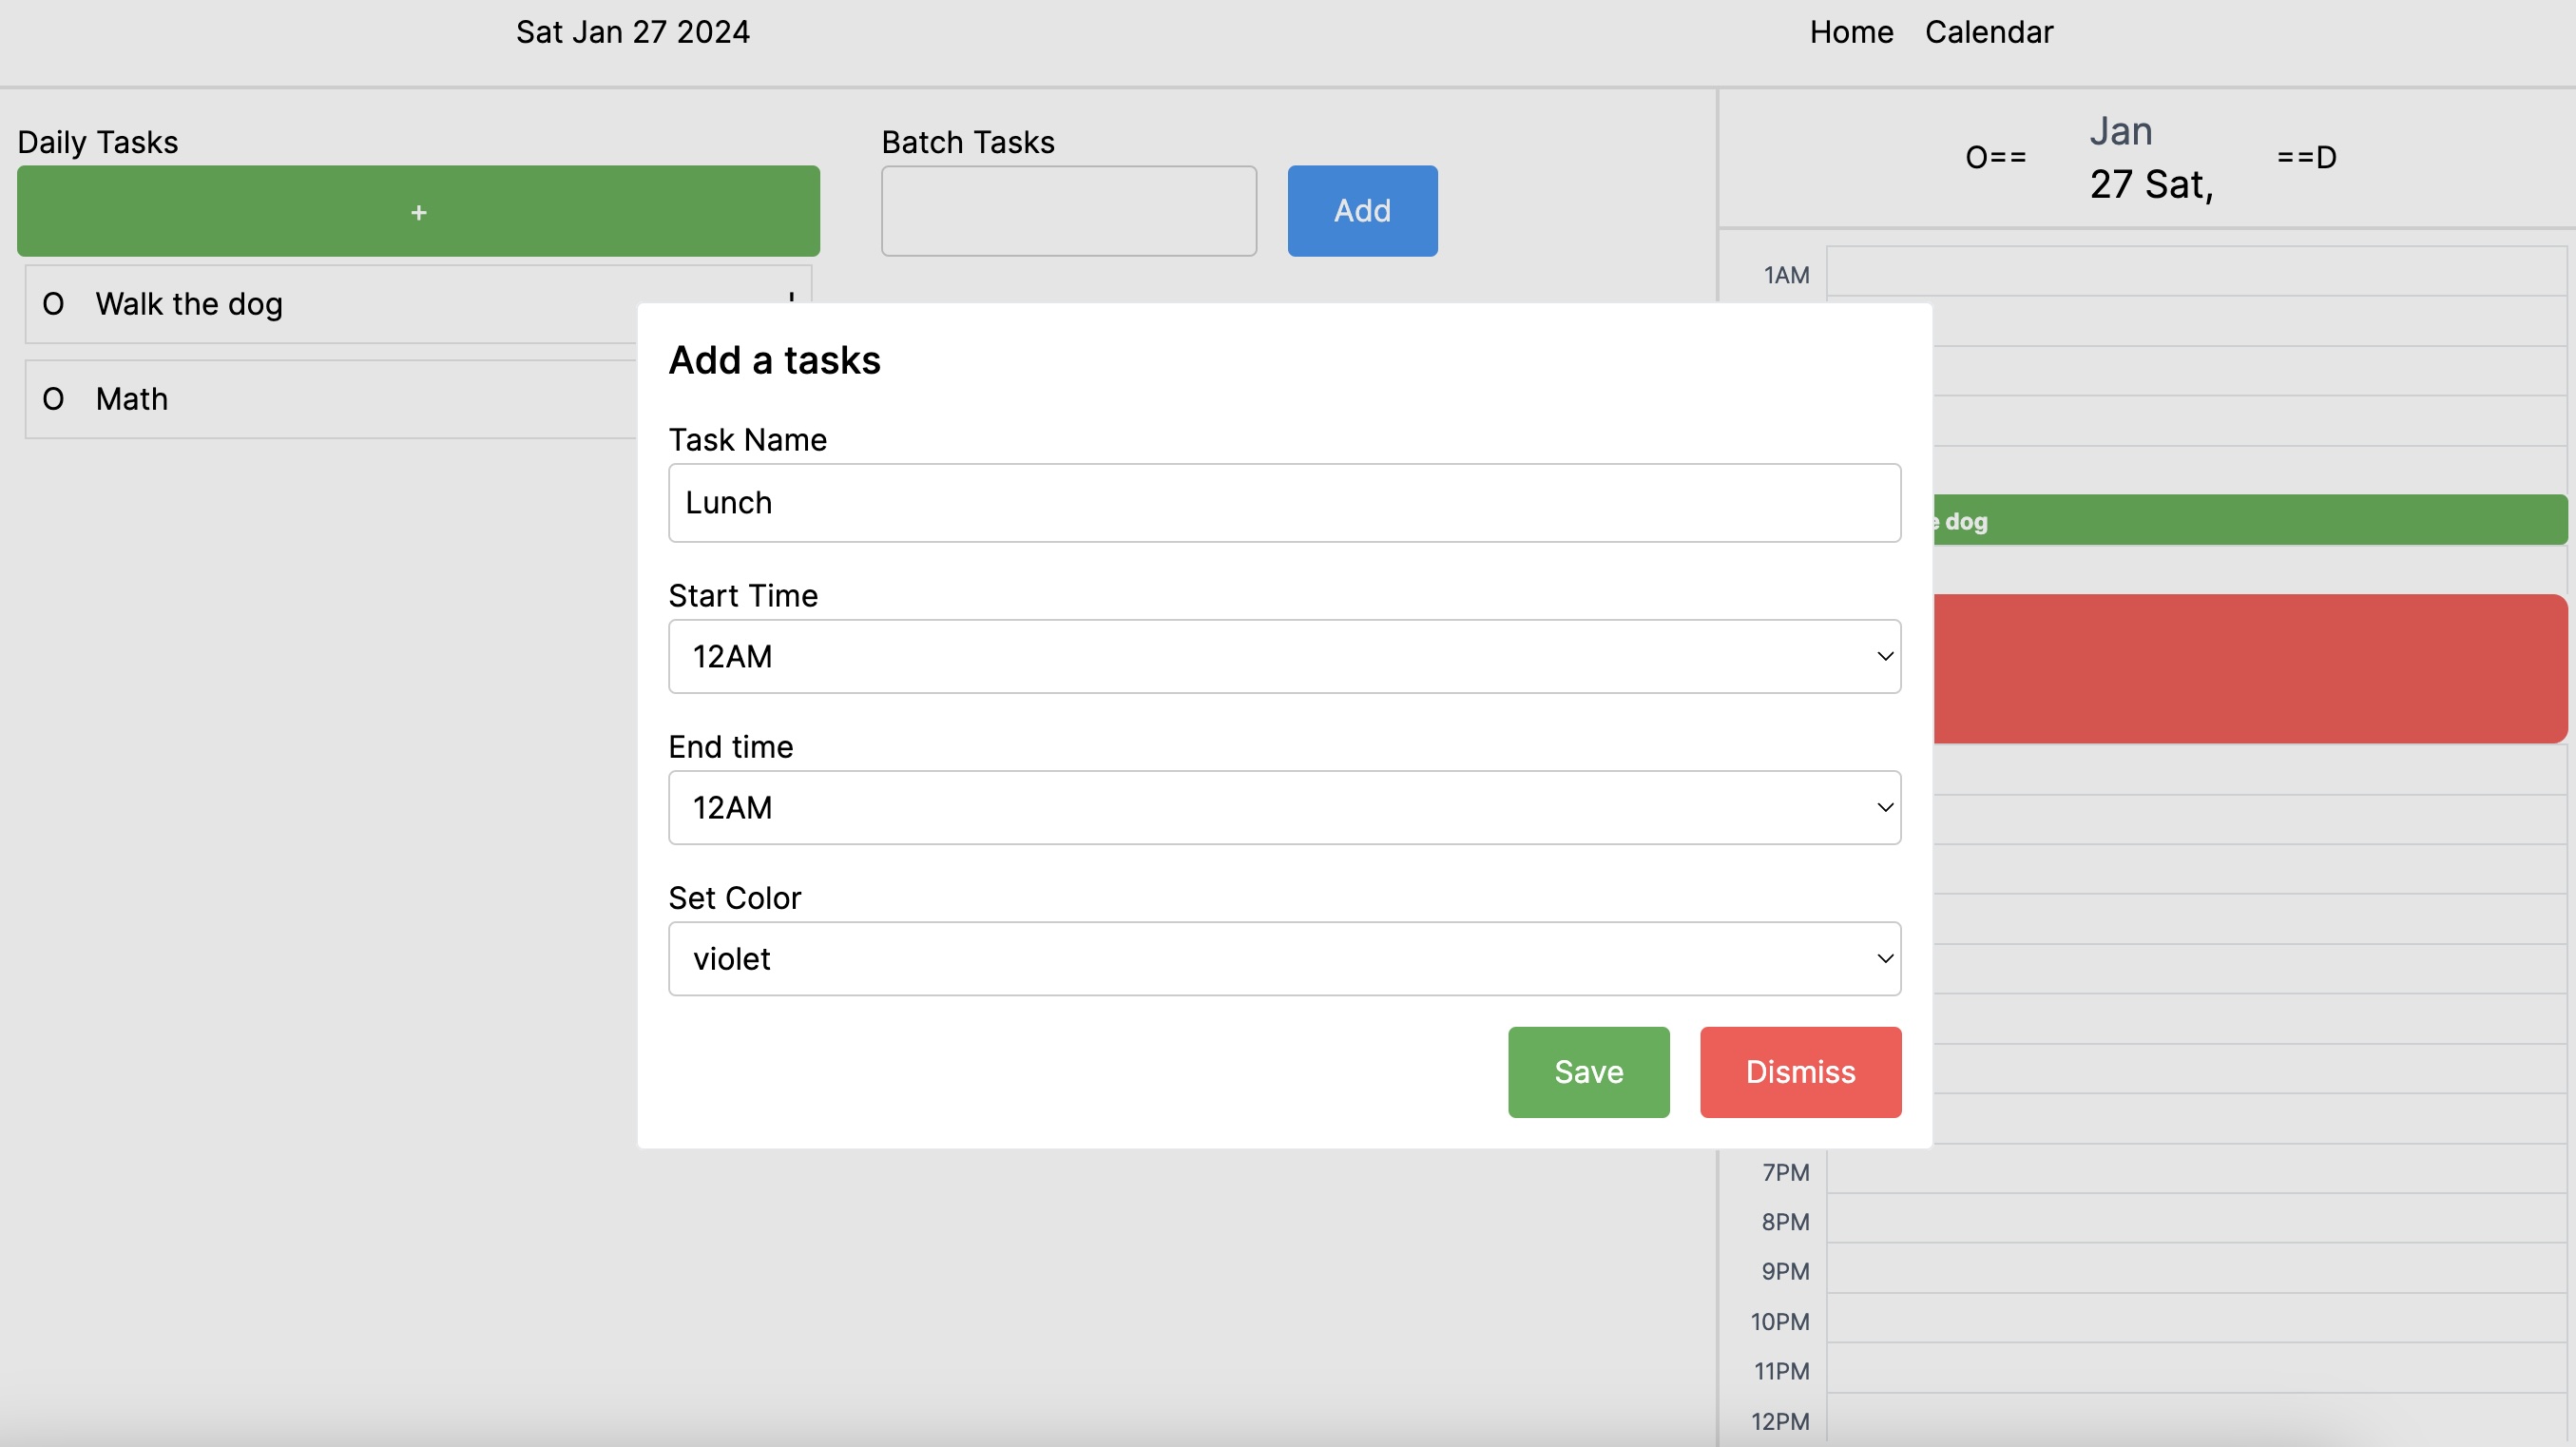 Sat Jan 27 2024
Home Calendar
Daily Tasks
+
O Walk the dog
O Math
Batch Tasks
Add
O==
Jan
27 Sat,
==D
1AM
dog
Add a tasks
Task Name
Lunch
Start Time
12AM
End time
12AM
Set Color
violet
Save
Dismiss
7PM
8PM
9PM
10PM
11PM
12PM